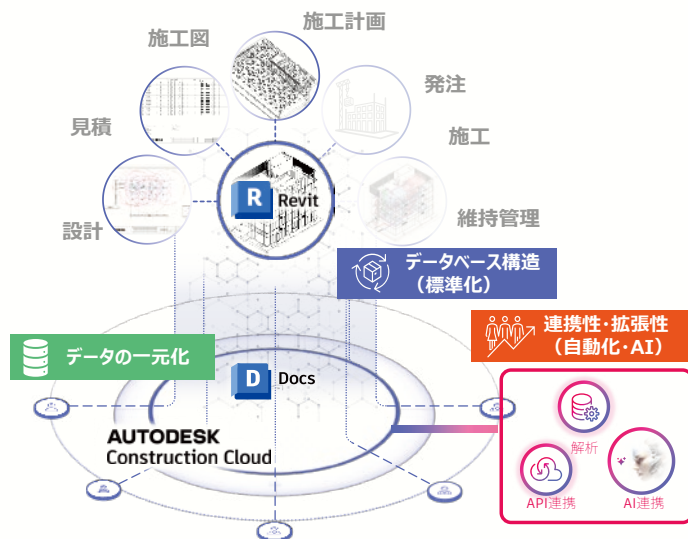 施工図
施工計画
発注
見積
施工
設計
維持管理
R Revit
データベース構造
（標準化）
連携性・拡張性
（自動化・AI）
データの一元化
D Docs
AUTODESK
Construction Cloud
解析
API連携
AI連携